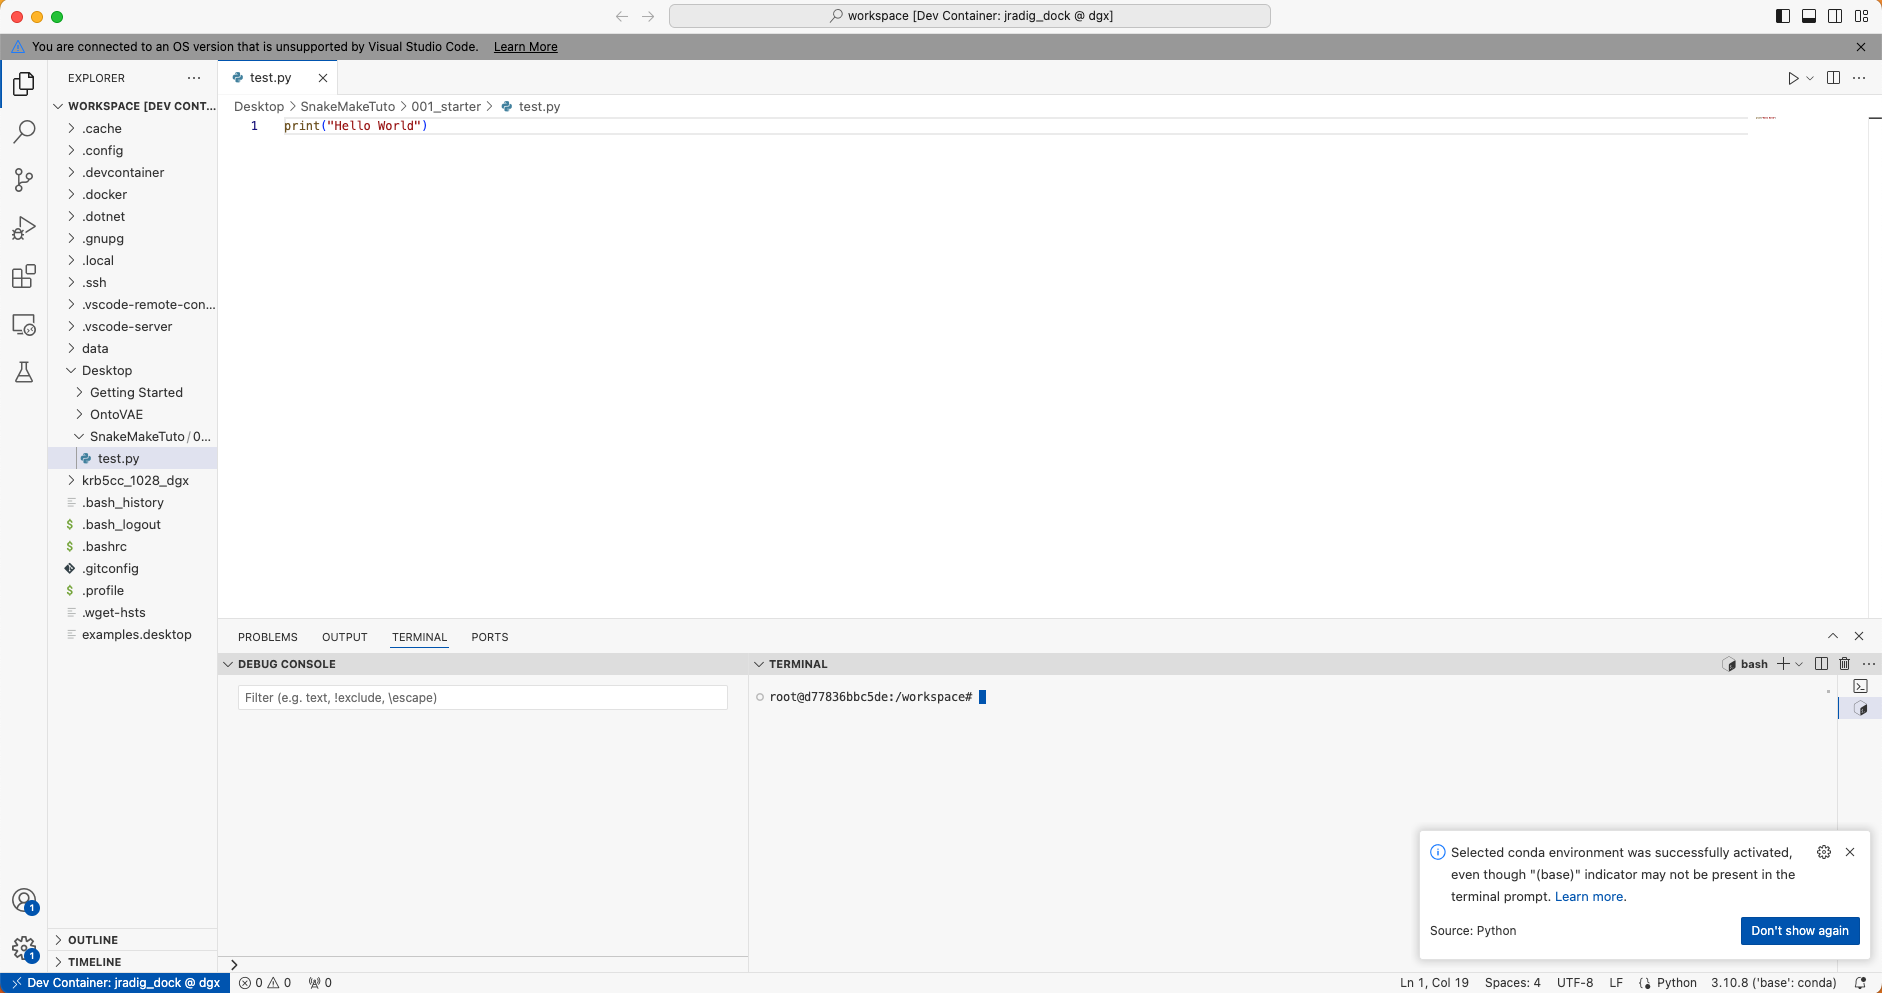 workspace [Dev Container: jradig_dock @ dgx]
You are connected to an OS version that is unsupported by Visual Studio Code. Learn More
EXPLORER
WORKSPACE [DEV CONT...
.cache
.config
.devcontainer
.docker
.dotnet
.gnupg
.local
.ssh
.vscode-remote-con...
.vscode-server
data
Desktop
Getting Started
OntoVAE
SnakeMakeTuto/0...
test.py
krb5cc_1028_dgx
.bash_history
$ .bash_logout
$ .bashrc
.gitconfig
$ .profile
.wget-hsts
examples.desktop
OUTLINE
TIMELINE
test.py
Desktop > SnakeMakeTuto > 001_starter > test.py
1 print("Hello World")
PROBLEMS OUTPUT TERMINAL PORTS
DEBUG CONSOLE
Filter (e.g. text, !exclude, \escape)
TERMINAL
bash
root@d77836bbc5de:/workspace#
Selected conda environment was successfully activated,
even though "(base)" indicator may not be present in the
terminal prompt. Learn more.
Source: Python
Don't show again
1
1
Dev Container: jradig_dock @ dgx 0 0 0 Ln 1, Col 19 Spaces: 4 UTF-8 LF Python 3.10.8 ('base': conda)